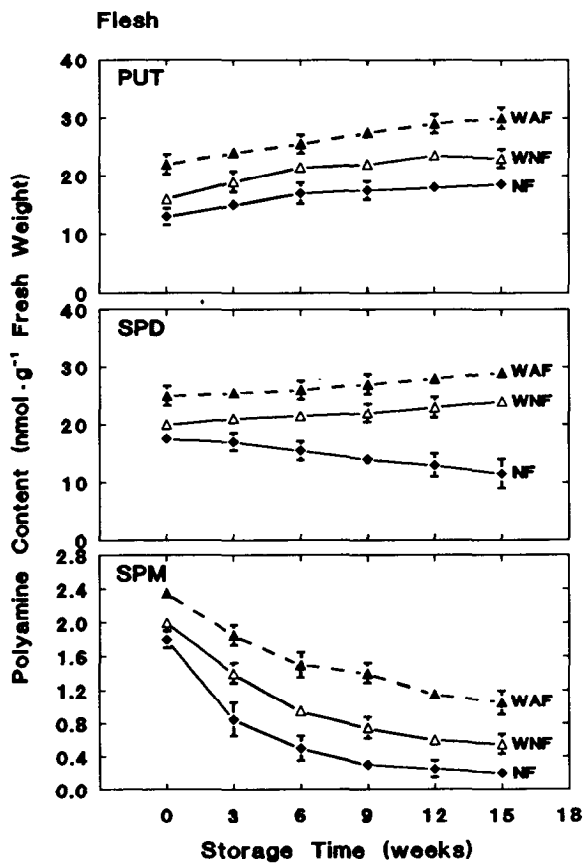 Flesh
Polyamine Content (nmol·g⁻¹ Fresh Weight)
40
30
20
10
0
PUT
WAF
WNF
NF
40
30
20
10
0
SPD
WAF
WNF
NF
2.8
2.4
2.0
1.6
1.2
0.8
0.4
0.0
SPM
WAF
WNF
NF
0 3 6 9 12 15 18
Storage Time (weeks)